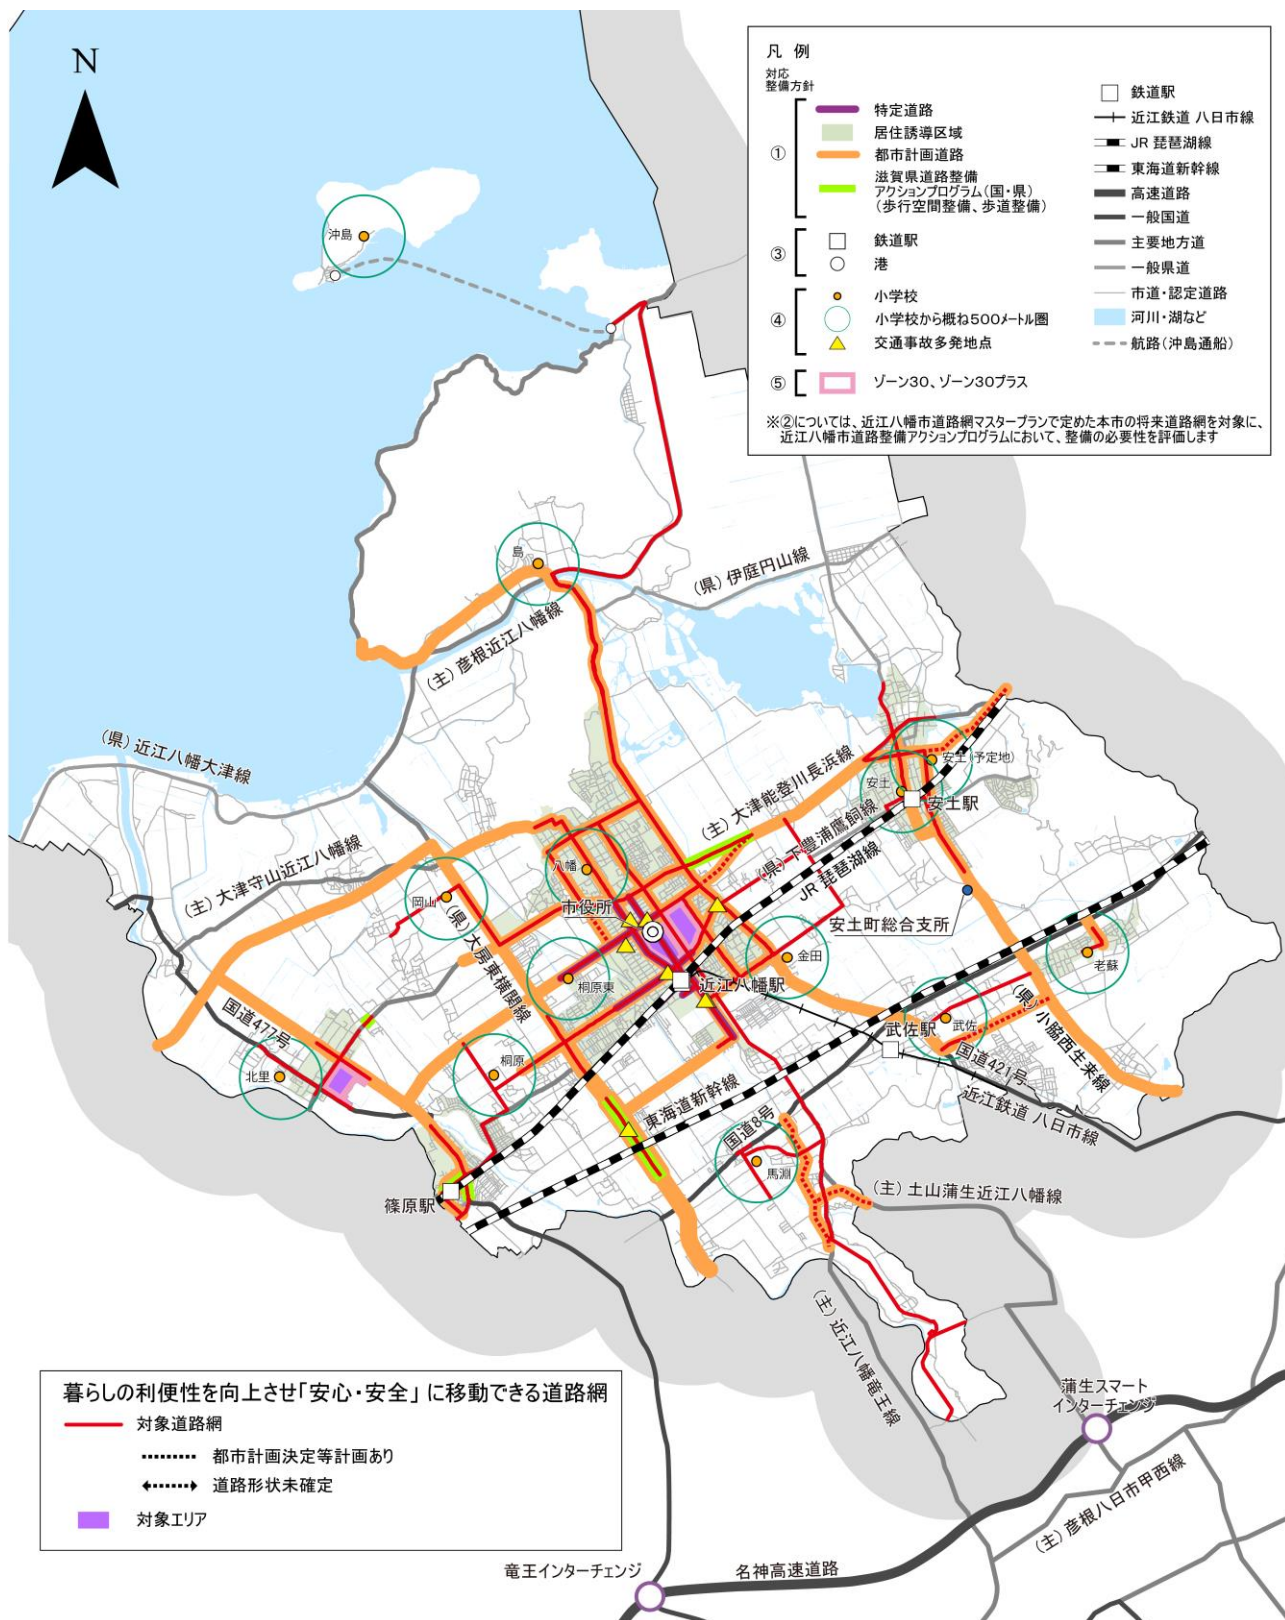 N
凡 例
対応
整備方針
①
特定道路
居住誘導区域
都市計画道路
滋賀県道路整備
アクションプログラム(国・県)
(歩行空間整備、歩道整備)
③
鉄道駅
港
④
小学校
小学校から概ね500メートル圏
交通事故多発地点
⑤
ゾーン30、ゾーン30プラス
鉄道駅
近江鉄道 八日市線
JR 琵琶湖線
東海道新幹線
高速道路
一般国道
主要地方道
一般県道
市道・認定道路
河川・湖など
航路(沖島通船)
※②については、近江八幡市道路網マスタープランで定めた本市の将来道路網を対象に、
近江八幡市道路整備アクションプログラムにおいて、整備の必要性を評価します
沖島
島
(県) 伊庭円山線
(主) 彦根近江八幡線
(県) 近江八幡大津線
(主) 大津能登川長浜線
安土(予定地)
安土
安土駅
(県) 下豊浦鷹飼線
JR 琵琶湖線
(主) 大津守山近江八幡線
八幡
岡山
市役所
(県) 大房東横関線
安土町総合支所
金田
老蘇
桐原東
近江八幡駅
武佐
武佐駅
(県) 小脇西生来線
国道477号
国道421号
北里
桐原
近江鉄道 八日市線
東海道新幹線
国道8号
馬淵
篠原駅
(主) 土山蒲生近江八幡線
(主) 近江八幡竜王線
蒲生スマート
インターチェンジ
(主) 彦根八日市甲西線
名神高速道路
竜王インターチェンジ
暮らしの利便性を向上させ「安心・安全」に移動できる道路網
対象道路網
都市計画決定等計画あり
道路形状未確定
対象エリア